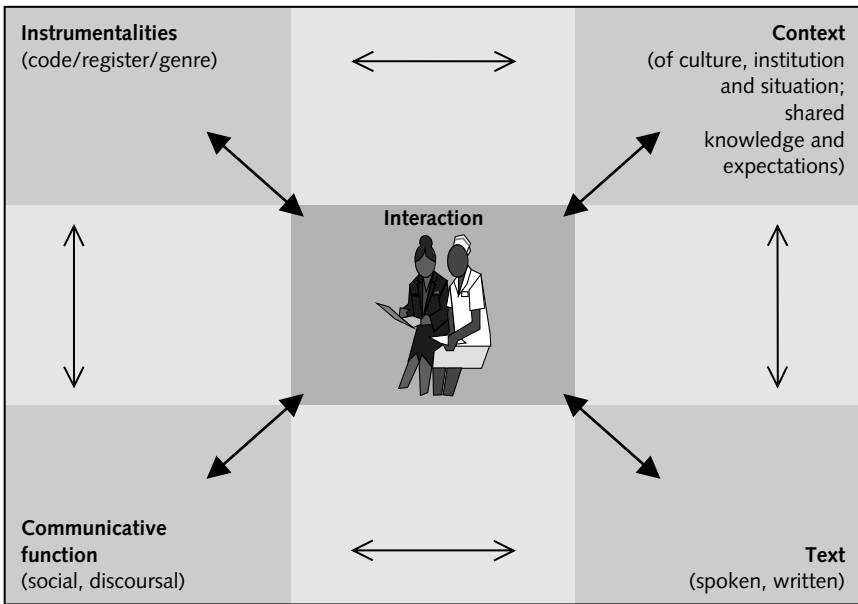 Instrumentalities
(code/register/genre)
Context
(of culture, institution
and situation;
shared
knowledge and
expectations)
Interaction
Communicative
function
(social, discoursal)
Text
(spoken, written)